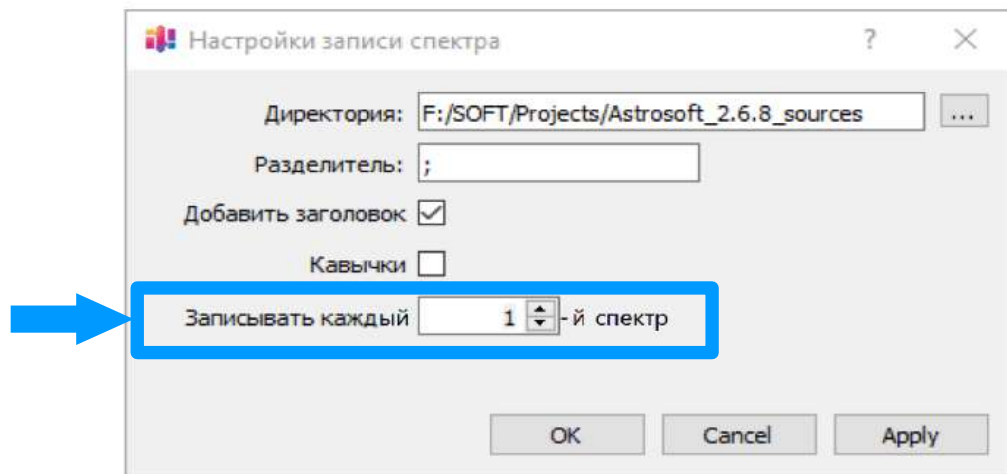 Настройки записи спектра ?
Директория: F:/SOFT/Projects/Astrosoft_2.6.8_sources ...
Разделитель: ;
Добавить заголовок
Кавычки
Записывать каждый 1 -й спектр
OK Cancel Apply